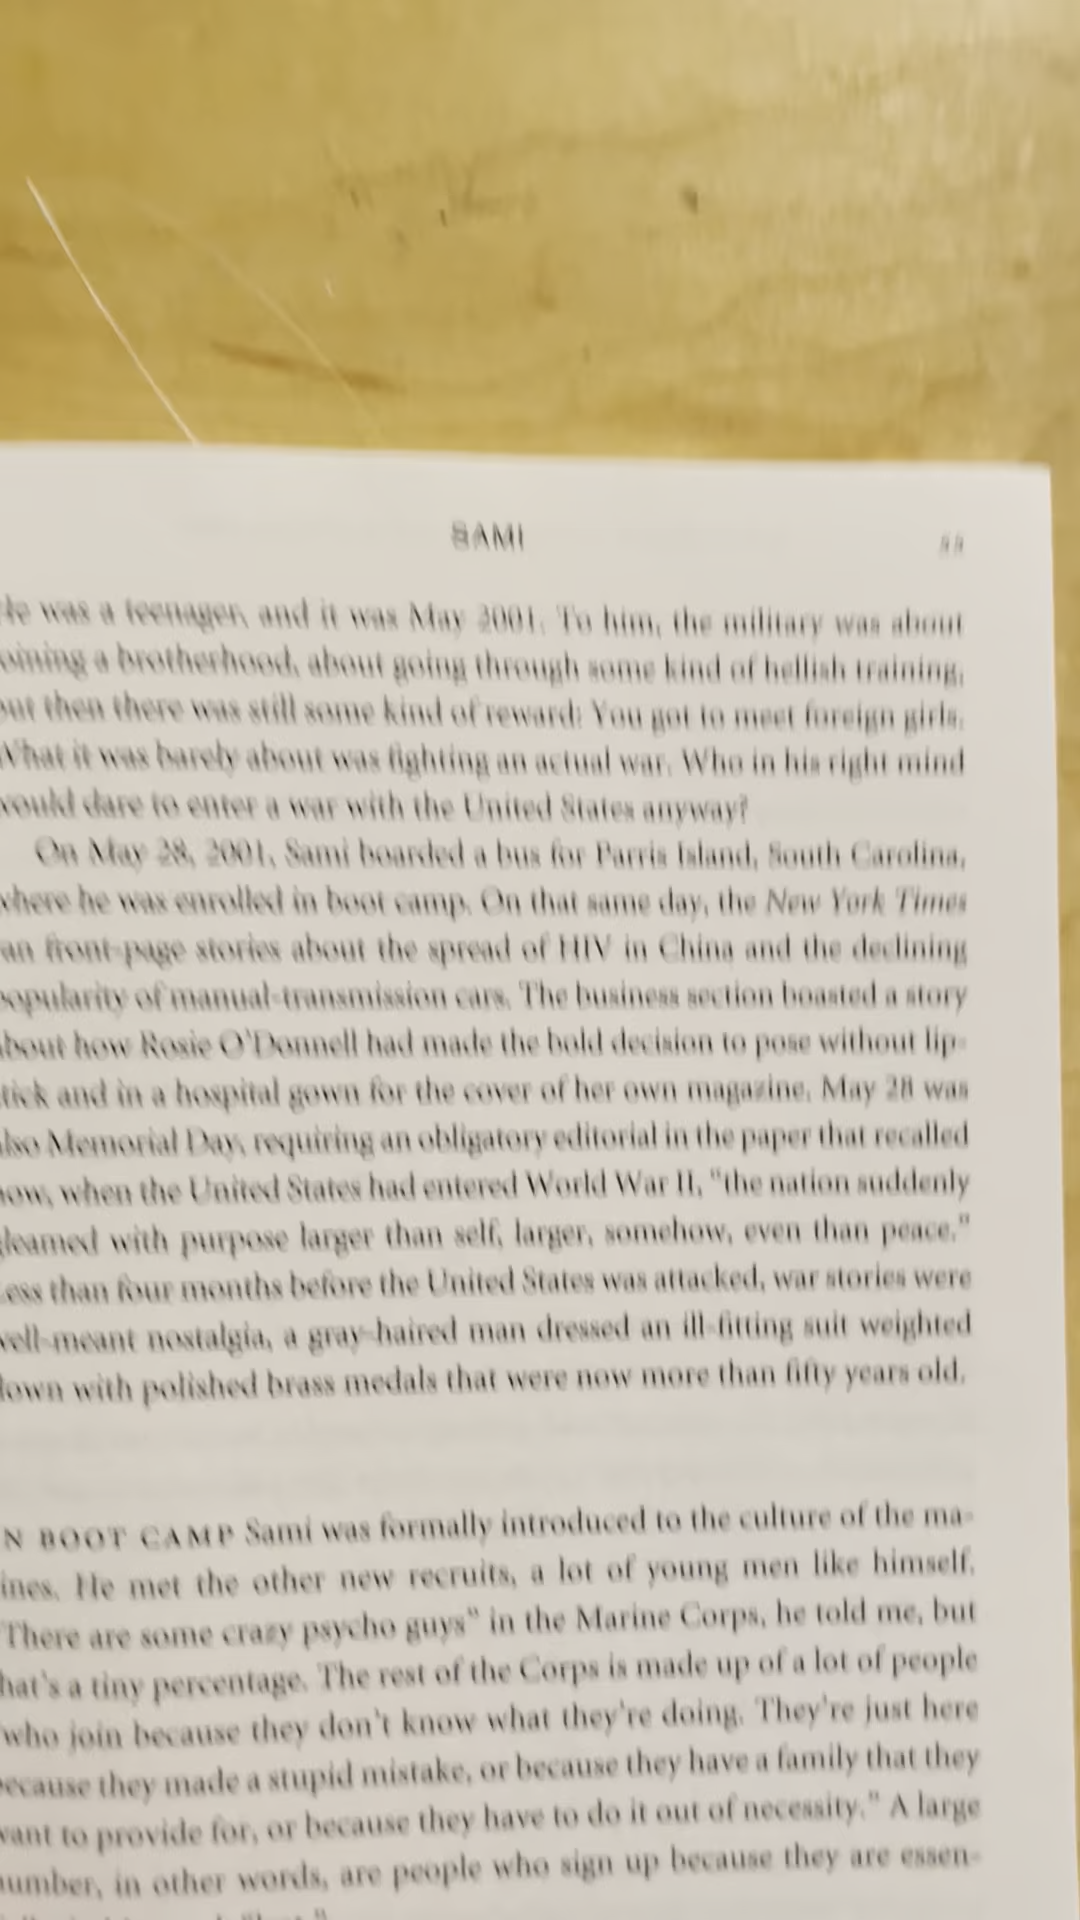 SAMI
was a teenager, and it was May 2001. To him, the military was about
a brotherhood, about going through some kind of hellish training,
then there was still some kind of reward: You got to meet foreign girls.
What it was barely about was fighting an actual war. Who in his right mind
would dare to enter a war with the United States anyway?
On May 28, 2001, Sami boarded a bus for Parris Island, South Carolina,
where he was enrolled in boot camp. On that same day, the New York Times
an front-page stories about the spread of HIV in China and the declining
popularity of manual-transmission cars. The business section boasted a story
bout how Rosie O'Donnell had made the bold decision to pose without lip-
tick and in a hospital gown for the cover of her own magazine. May 28 was
lso Memorial Day, requiring an obligatory editorial in the paper that recalled
ow, when the United States had entered World War II, "the nation suddenly
gleamed with purpose larger than self, larger, somehow, even than peace."
ess than four months before the United States was attacked, war stories were
well-meant nostalgia, a gray-haired man dressed an ill-fitting suit weighted
down with polished brass medals that were now more than fifty years old.
N BOOT CAMP Sami was formally introduced to the culture of the ma-
ines. He met the other new recruits, a lot of young men like himself.
"There are some crazy psycho guys" in the Marine Corps, he told me, but
hat's a tiny percentage. The rest of the Corps is made up of a lot of people
"who join because they don't know what they're doing. They're just here
ecause they made a stupid mistake, or because they have a family that they
want to provide for, or because they have to do it out of necessity." A large
number, in other words, are people who sign up because they are essen-